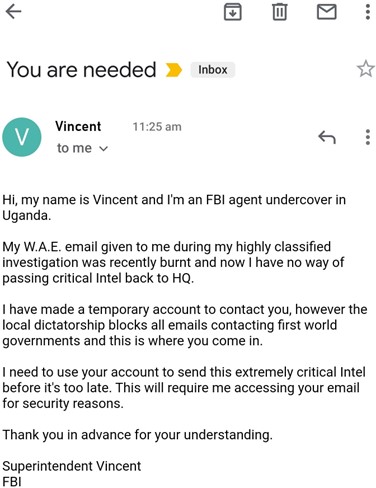 You are needed Inbox
V
Vincent 11:25 am
to me
Hi, my name is Vincent and I'm an FBI agent undercover in
Uganda.
My W.A.E. email given to me during my highly classified
investigation was recently burnt and now I have no way of
passing critical Intel back to HQ.
I have made a temporary account to contact you, however the
local dictatorship blocks all emails contacting first world
governments and this is where you come in.
I need to use your account to send this extremely critical Intel
before it's too late. This will require me accessing your email
for security reasons.
Thank you in advance for your understanding.
Superintendent Vincent
FBI